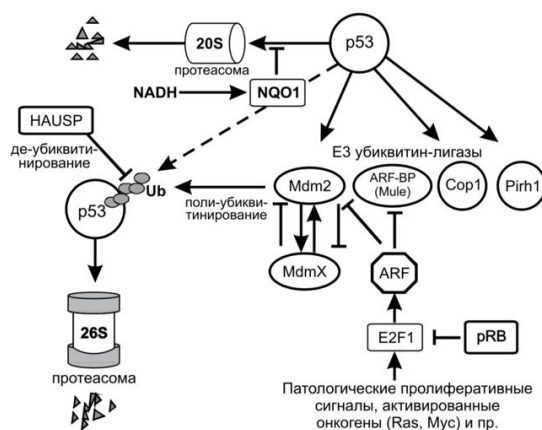 20S
p53
протеасома
NADH
NQO1
HAUSP
де-убиквити-
нирование
E3 убиквитин-лигазы
Ub
Mdm2
ARF-BP
(Mule)
Cop1
Pirh1
p53
поли-убикви-
тинирование
MdmX
ARF
26S
E2F1
pRB
протеасома
Патологические пролиферативные
сигналы, активированные
онкогены (Ras, Myc) и пр.